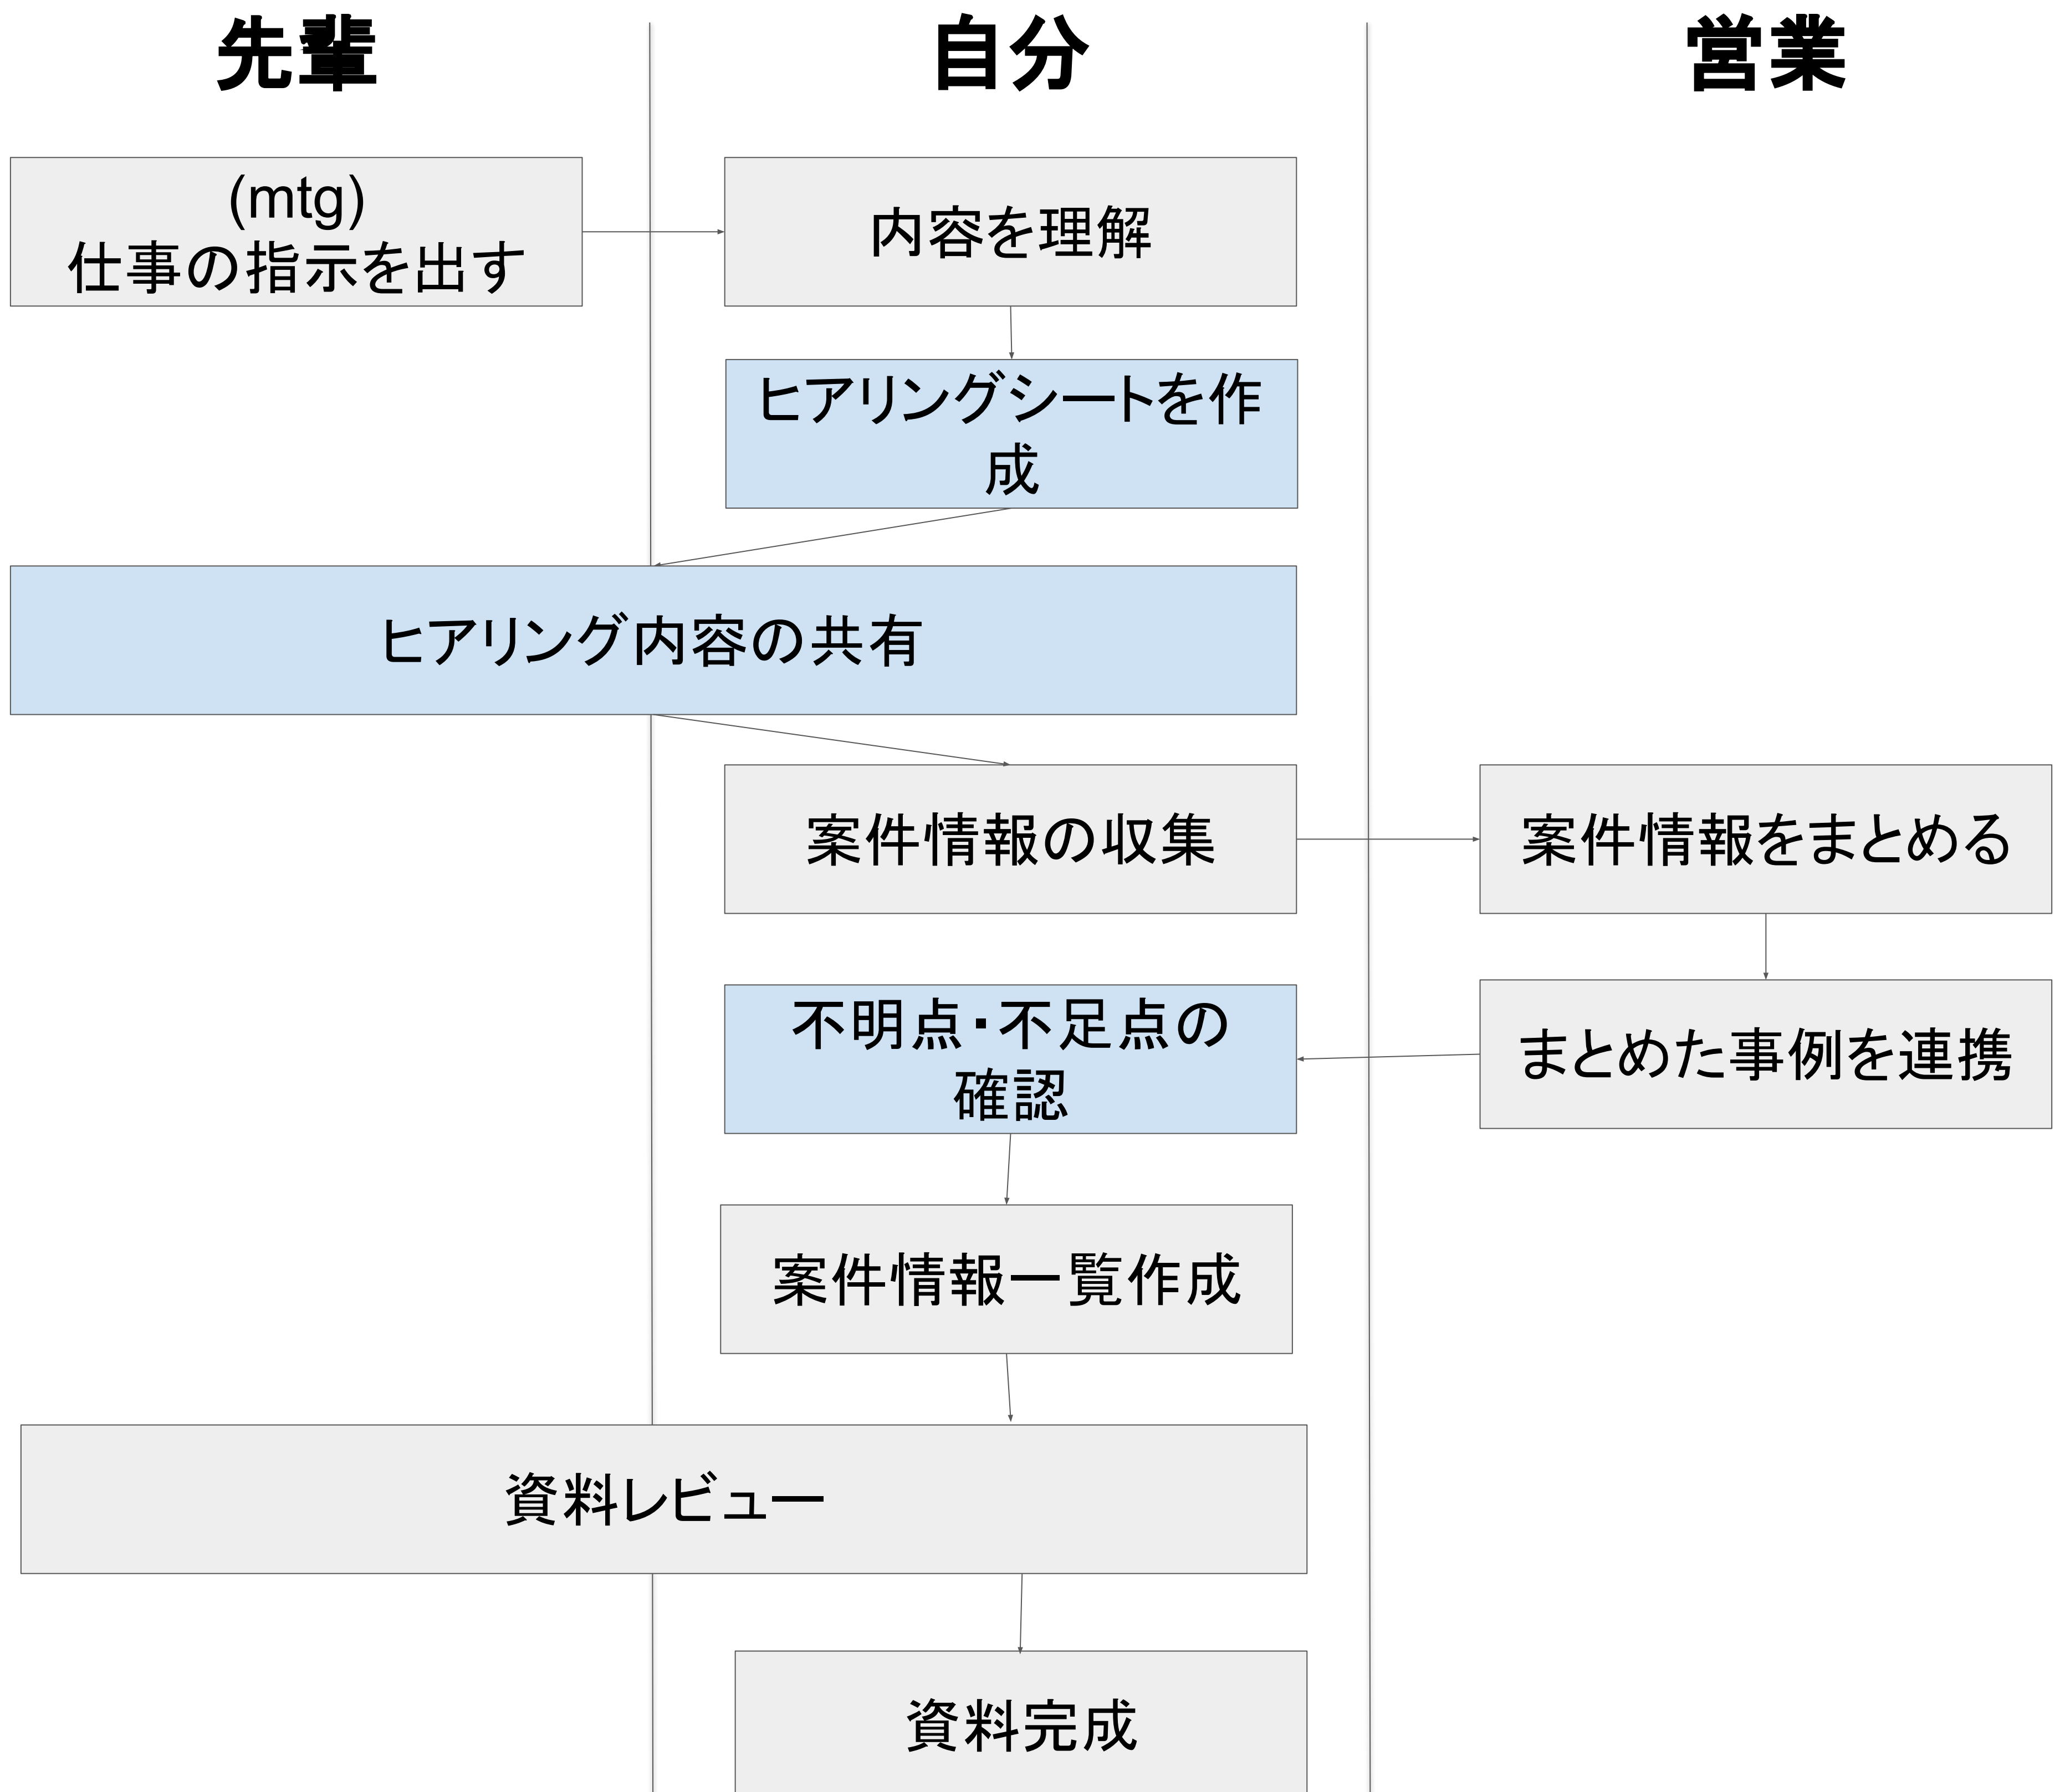 先輩
自分
営業
(mtg)
仕事の指示を出す
内容を理解
ヒアリングシートを作
成
ヒアリング内容の共有
案件情報の収集
案件情報をまとめる
不明点・不足点の
確認
まとめた事例を連携
案件情報一覧作成
資料レビュー
資料完成